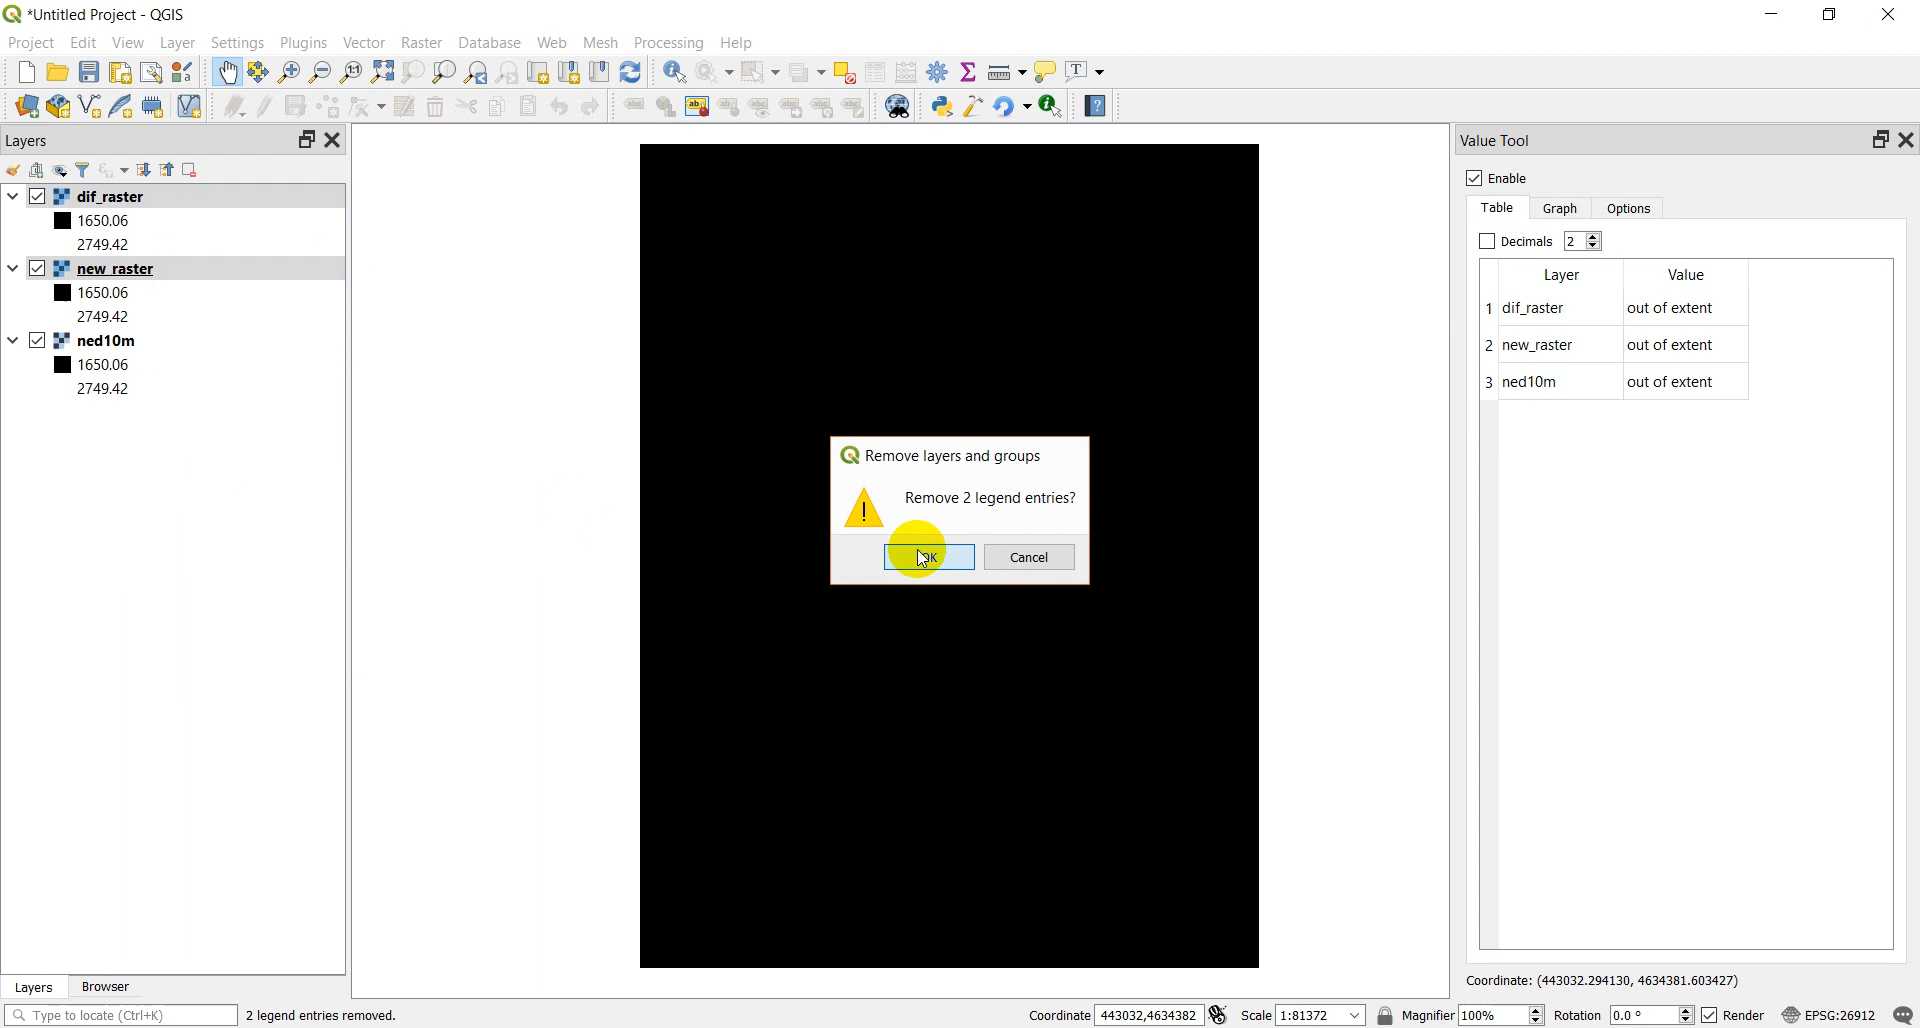 *Untitled Project - QGIS
Project Edit View Layer Settings Plugins Vector Raster Database Web Mesh Processing Help
Layers
dif_raster
1650.06
2749.42
new_raster
1650.06
2749.42
ned10m
1650.06
2749.42
Remove layers and groups
Remove 2 legend entries?
OK Cancel
Value Tool
Enable
Table Graph Options
Decimals 2
Layer Value
1 dif_raster out of extent
2 new_raster out of extent
3 ned10m out of extent
Coordinate: (443032.294130, 4634381.603427)
Layers Browser
Type to locate (Ctrl+K) 2 legend entries removed. Coordinate 443032,4634382 Scale 1:81372 Magnifier 100% Rotation 0.0 ° Render EPSG:26912